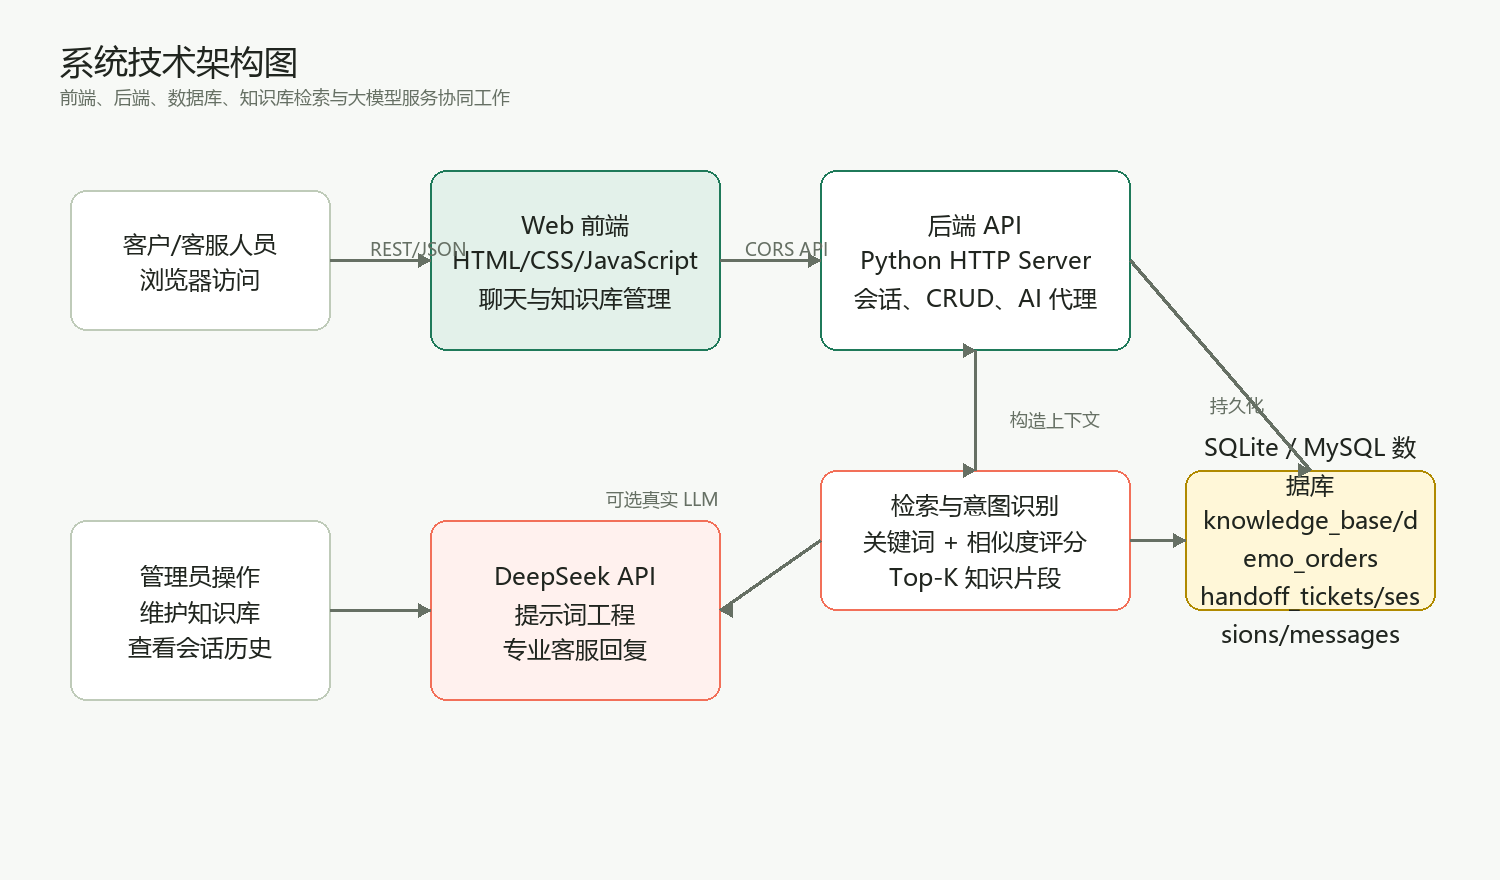 系统技术架构图
前端、后端、数据库、知识库检索与大模型服务协同工作
客户/客服人员
浏览器访问
REST/JSON
Web 前端
HTML/CSS/JavaScript
聊天与知识库管理
CORS API
后端 API
Python HTTP Server
会话、CRUD、AI 代理
构造上下文
持久化
管理员操作
维护知识库
查看会话历史
可选真实 LLM
DeepSeek API
提示词工程
专业客服回复
检索与意图识别
关键词 + 相似度评分
Top-K 知识片段
SQLite / MySQL 数
据库
knowledge_base/d
emo_orders
handoff_tickets/ses
sions/messages